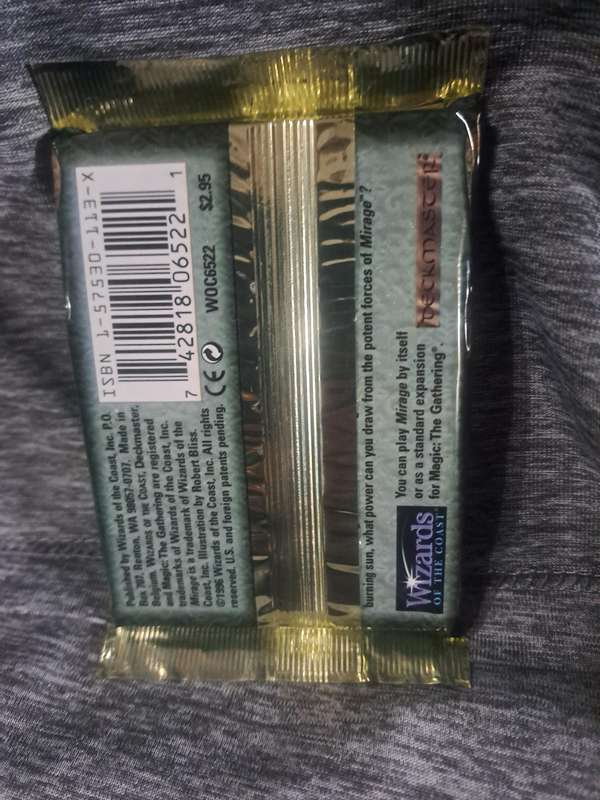 ISBN 1-57530-113-X
7 42818 06522 1
Published by Wizards of the Coast, Inc. P.O.
Box 707, Renton, WA 98057-0707. Made in
Belgium. WIZARDS OF THE COAST, Deckmaster,
and Magic: The Gathering are registered
trademarks of Wizards of the Coast, Inc.
Mirage is a trademark of Wizards of the
Coast, Inc. Illustration by Robert Bliss.
©1996 Wizards of the Coast, Inc. All rights
reserved. U.S. and foreign patents pending.
CE WOC6522 $2.95
burning sun, what power can you draw from the potent forces of Mirage™?
Wizards
OF THE COAST®
You can play Mirage by itself
or as a standard expansion
for Magic: The Gathering®.
DECKMASTER